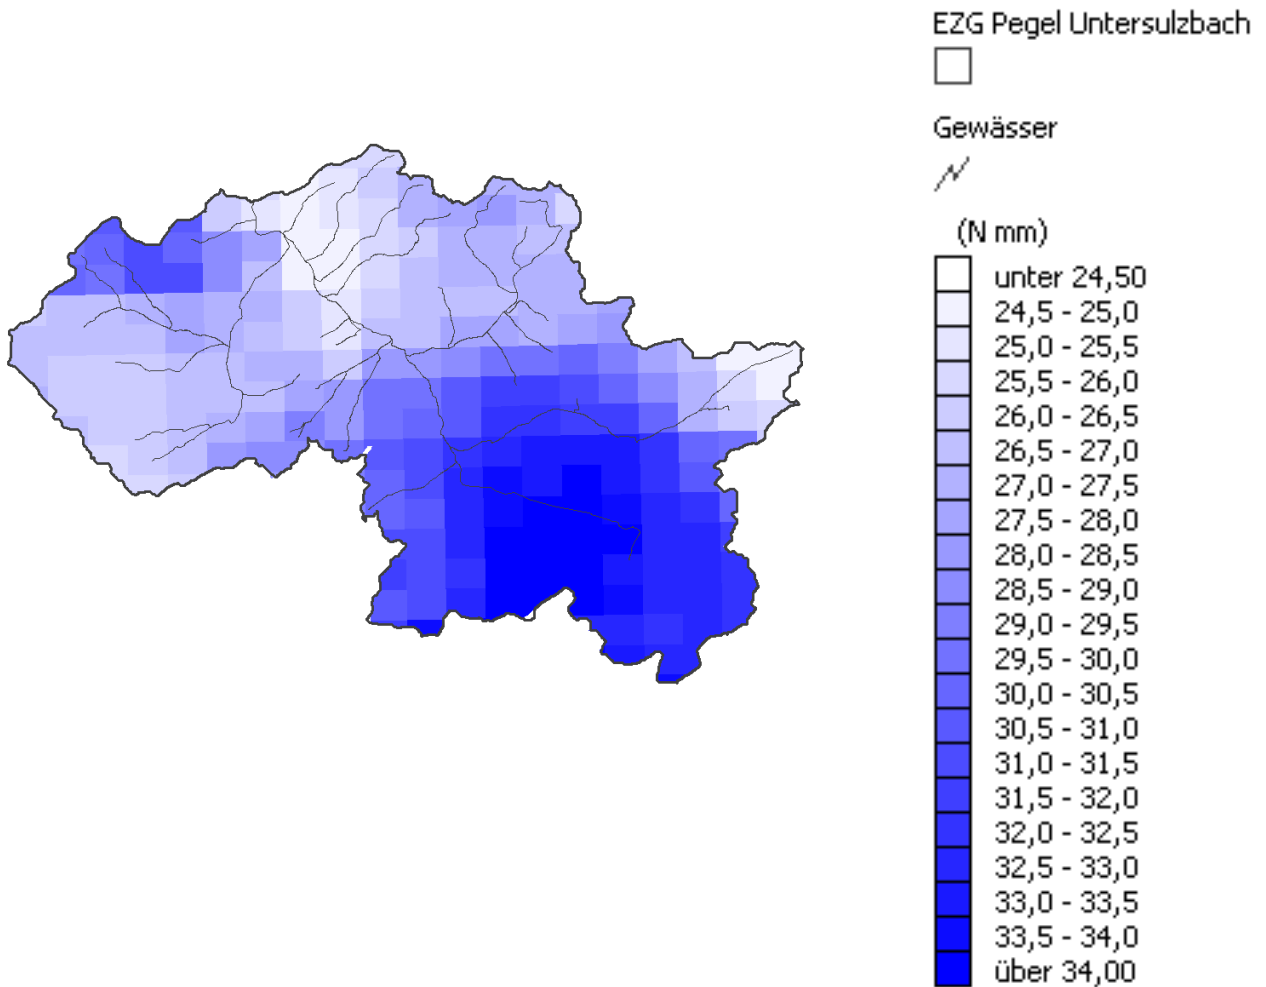 EZG Pegel Untersulzbach
Gewässer
(N mm)
unter 24,50
24,5 - 25,0
25,0 - 25,5
25,5 - 26,0
26,0 - 26,5
26,5 - 27,0
27,0 - 27,5
27,5 - 28,0
28,0 - 28,5
28,5 - 29,0
29,0 - 29,5
29,5 - 30,0
30,0 - 30,5
30,5 - 31,0
31,0 - 31,5
31,5 - 32,0
32,0 - 32,5
32,5 - 33,0
33,0 - 33,5
33,5 - 34,0
über 34,00